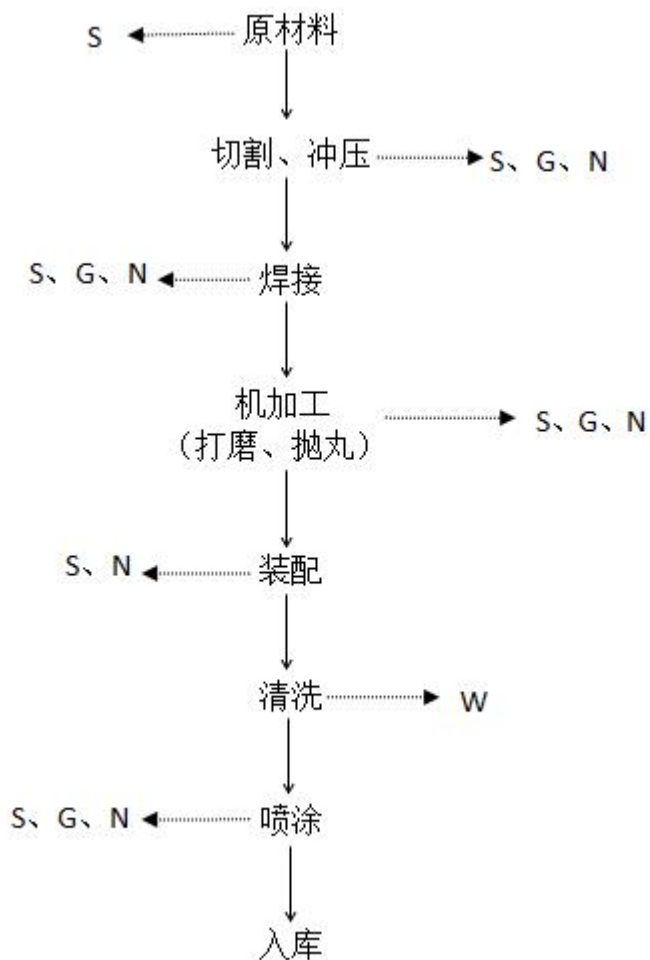 S
原材料
切割、冲压
S、G、N
S、G、N
焊接
机加工
（打磨、抛丸）
S、G、N
S、N
装配
清洗
W
S、G、N
喷涂
入库